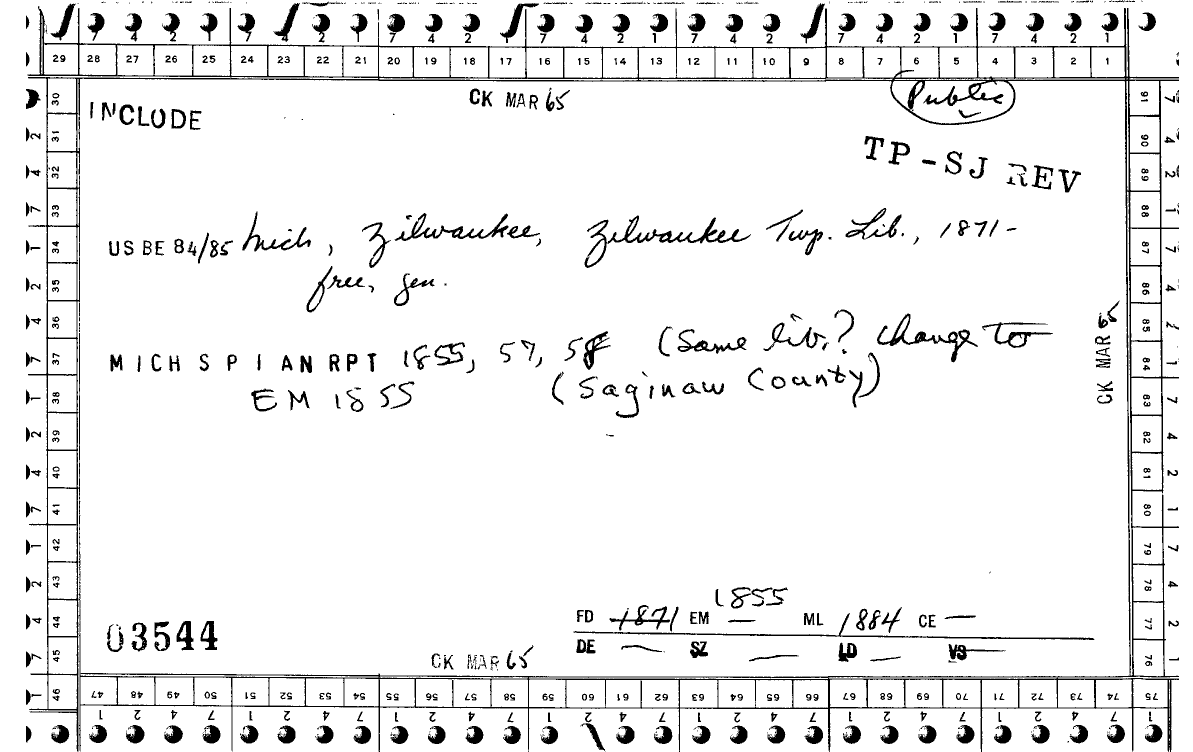 7 4 2 1 7 4 2 1 7 4 2 1 7 4 2 1 7 4 2 1 7 4 2 1 7 4 2 1
29 28 27 26 25 24 23 22 21 20 19 18 17 16 15 14 13 12 11 10 9 8 7 6 5 4 3 2 1
INCLUDE
CK MAR 65
Public
TP-SJ REV
US BE 84/85 Mich, Zilwaukee, Zilwaukee Twp. Lib., 1871-
free, gen.
MICH S P I AN RPT 1855, 57, 58 (Same lib.? change to
EM 1855 (Saginaw County)
CK MAR 65
1855
FD 1871 EM — ML 1884 CE —
DE — SZ — LD — VS —
03544
CK MAR 65
30 31 32 33 34 35 36 37 38 39 40 41 42 43 44 45 46
91 90 89 88 87 86 85 84 83 82 81 80 79 78 77 76
47 48 49 50 51 52 53 54 55 56 57 58 59 60 61 62 63 64 65 66 67 68 69 70 71 72 73 74 75
1 2 4 7 1 2 4 7 1 2 4 7 1 2 4 7 1 2 4 7 1 2 4 7 1 2 4 7 1